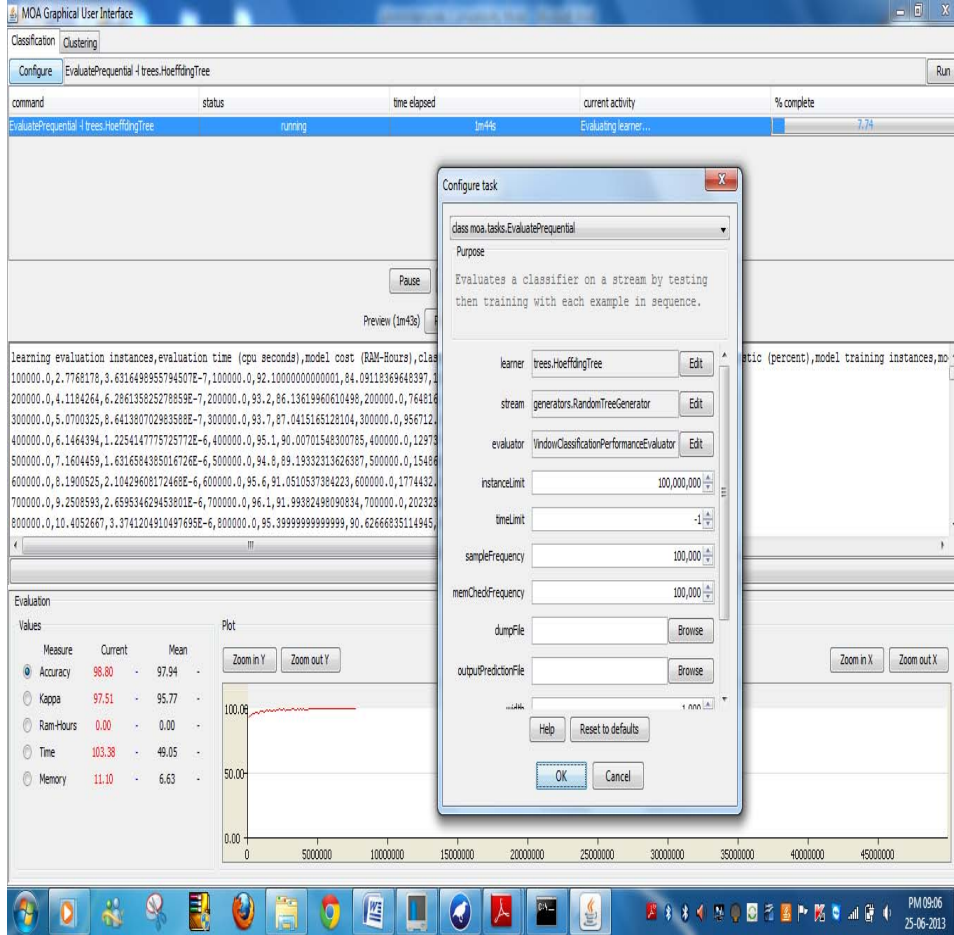 MOA Graphical User Interface
Classification Clustering
Configure EvaluatePrequential -l trees.HoeffdingTree Run
command status time elapsed current activity % complete
EvaluatePrequential -l trees.HoeffdingTree running 1m44s Evaluating learner... 7.74
Pause
Preview (1m43s)
learning evaluation instances,evaluation time (cpu seconds),model cost (RAM-Hours),clas
stic (percent),model training instances,mo
100000.0,2.7768178,3.6316498955794507E-7,100000.0,92.10000000000001,84.09118369648397,1
200000.0,4.1184264,6.286135825278859E-7,200000.0,93.2,86.13619960610498,200000.0,764816
300000.0,5.0700325,8.641380702983588E-7,300000.0,93.7,87.0415165128104,300000.0,956712.
400000.0,6.1464394,1.2254147775725772E-6,400000.0,95.1,90.00701548300785,400000.0,12973
500000.0,7.1604459,1.6316584385016726E-6,500000.0,94.8,89.19332313626387,500000.0,15486
600000.0,8.1900525,2.10429608172468E-6,600000.0,95.6,91.0510537384223,600000.0,1774432.
700000.0,9.2508593,2.659534629453801E-6,700000.0,96.1,91.99382498090834,700000.0,202323
800000.0,10.4052667,3.3741204910497695E-6,800000.0,95.39999999999999,90.62666835114945,
Evaluation
Values
Measure Current Mean
Accuracy 98.80 - 97.94 -
Kappa 97.51 - 95.77 -
Ram-Hours 0.00 - 0.00 -
Time 103.38 - 49.05 -
Memory 11.10 - 6.63 -
Plot
Zoom in Y Zoom out Y Zoom in X Zoom out X
100.00
50.00
0.00
0 5000000 10000000 15000000 20000000 25000000 30000000 35000000 40000000 45000000
Configure task
class moa.tasks.EvaluatePrequential
Purpose
Evaluates a classifier on a stream by testing
then training with each example in sequence.
learner trees.HoeffdingTree Edit
stream generators.RandomTreeGenerator Edit
evaluator WindowClassificationPerformanceEvaluator Edit
instanceLimit 100,000,000
timeLimit -1
sampleFrequency 100,000
memCheckFrequency 100,000
dumpFile Browse
outputPredictionFile Browse
width 1,000
Help Reset to defaults
OK Cancel
PM 09:06
25-06-2013